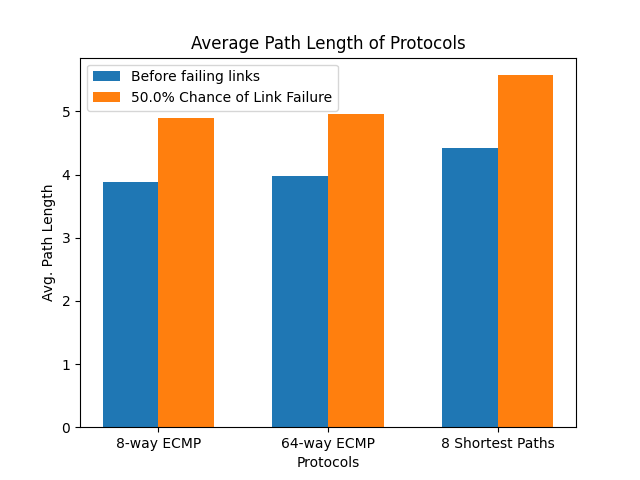 Average Path Length of Protocols
Before failing links
50.0% Chance of Link Failure
Avg. Path Length
5
4
3
2
1
0
8-way ECMP
64-way ECMP
8 Shortest Paths
Protocols